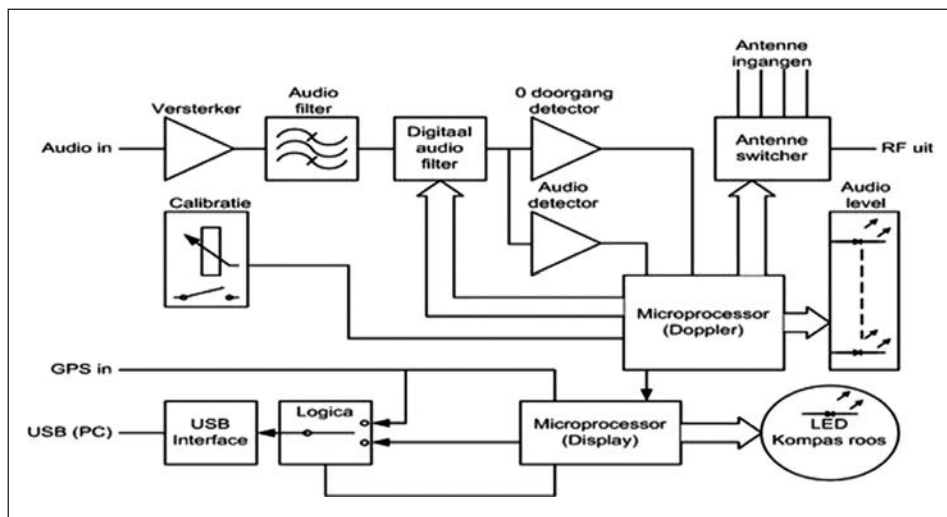 Antenne
ingangen
Versterker
Audio
filter
0 doorgang
detector
Audio in
Digitaal
audio
filter
Antenne
switcher
RF uit
Calibratie
Audio
detector
Audio
level
Microprocessor
(Doppler)
GPS in
USB (PC)
USB
Interface
Logica
Microprocessor
(Display)
LED
Kompas roos